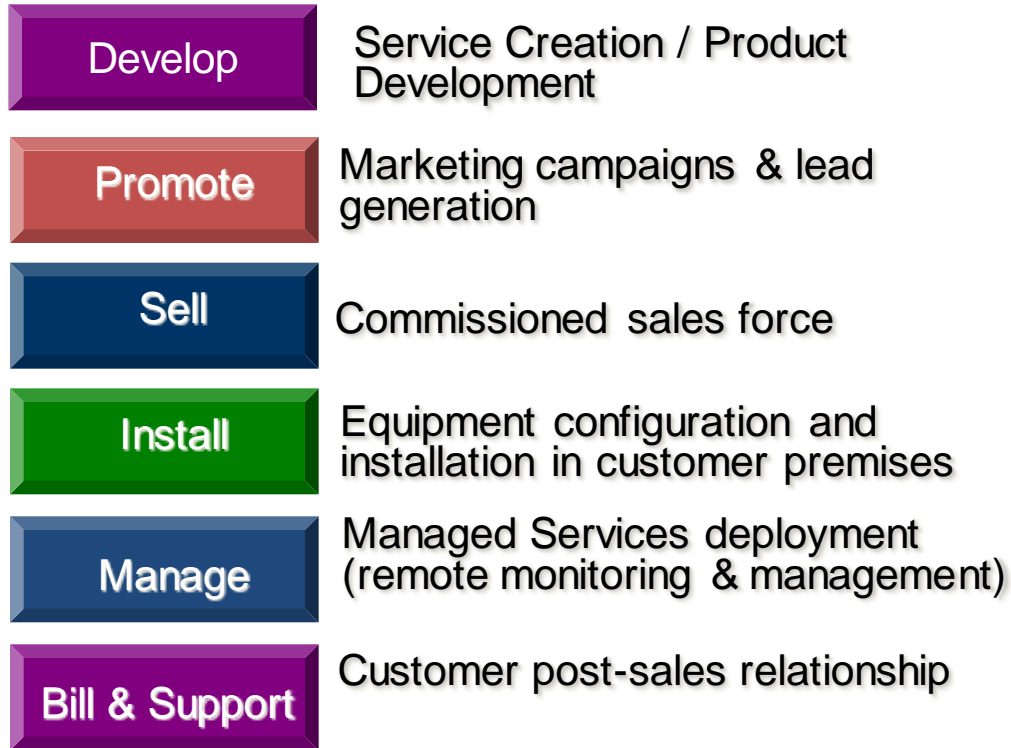 Develop
Service Creation / Product
Development
Promote
Marketing campaigns & lead
generation
Sell
Commissioned sales force
Install
Equipment configuration and
installation in customer premises
Manage
Managed Services deployment
(remote monitoring & management)
Bill & Support
Customer post-sales relationship